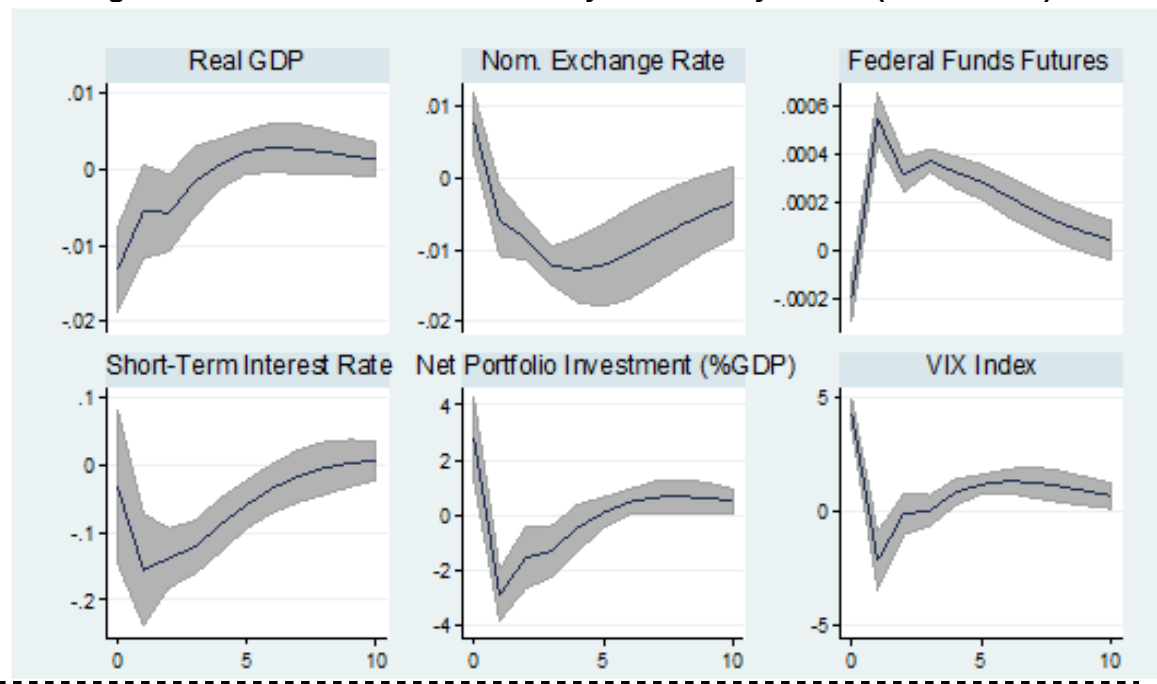 Real GDP
Nom. Exchange Rate
Federal Funds Futures
.01
0
-.01
-.02
.01
0
-.01
-.02
.0006
.0004
.0002
0
-.0002
Short-Term Interest Rate
Net Portfolio Investment (%GDP)
VIX Index
.1
0
-.1
-.2
4
2
0
-2
-4
5
0
-5
0 5 10
0 5 10
0 5 10